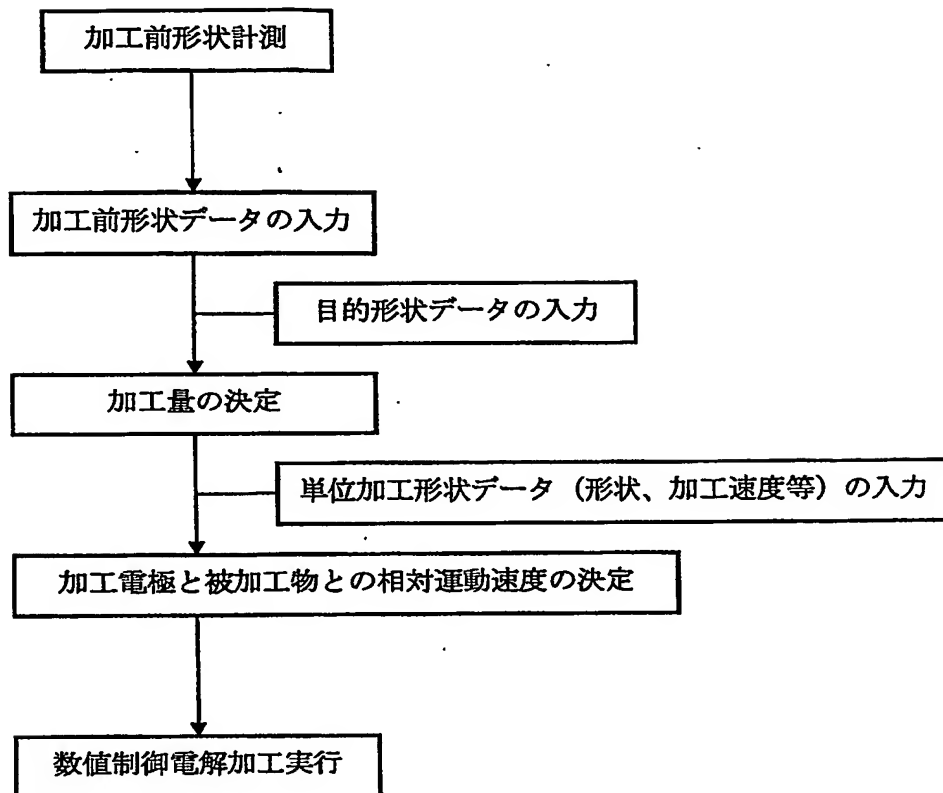 加工前形状計測
加工前形状データの入力
目的形状データの入力
加工量の決定
単位加工形状データ（形状、加工速度等）の入力
加工電極と被加工物との相対運動速度の決定
数値制御電解加工実行